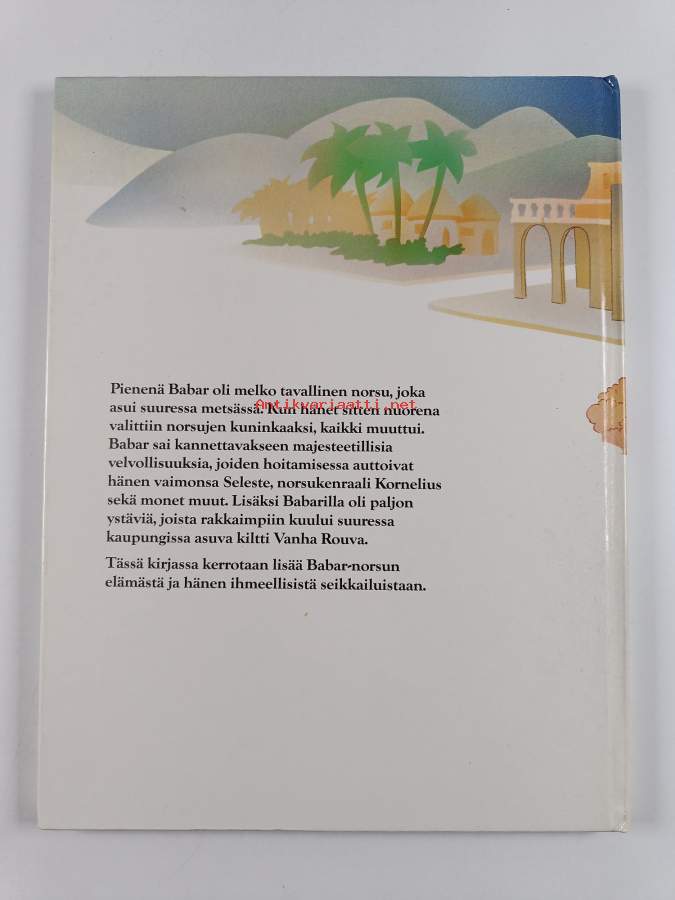 Pienenä Babar oli melko tavallinen norsu, joka
asui suuressa metsässä. Kun hänet sitten nuorena
Antikvariaatti.net
valittiin norsujen kuninkaaksi, kaikki muuttui.
Babar sai kannettavakseen majesteetillisia
velvollisuuksia, joiden hoitamisessa auttoivat
hänen vaimonsa Seleste, norsukenraali Kornelius
sekä monet muut. Lisäksi Babarilla oli paljon
ystäviä, joista rakkaimpiin kuului suuressa
kaupungissa asuva kiltti Vanha Rouva.
Tässä kirjassa kerrotaan lisää Babar-norsun
elämästä ja hänen ihmeellisistä seikkailuistaan.